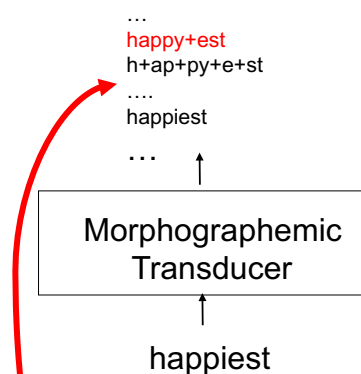 …
happy+est
h+ap+py+e+st
….
happiest
…
Morphographemic
Transducer
happiest